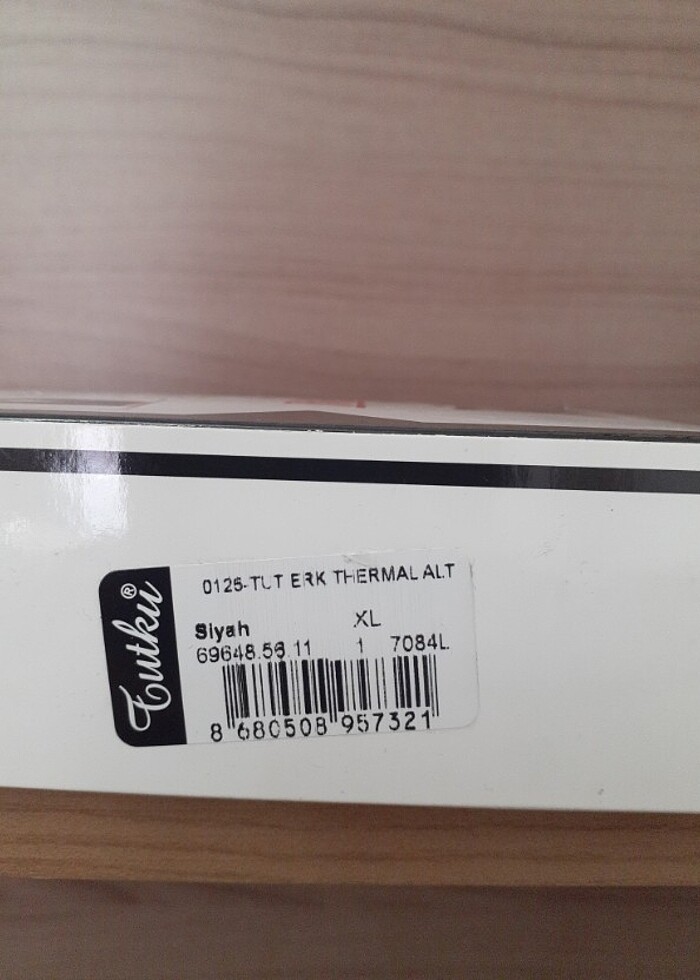 Tutku®
0125-TUT ERK THERMAL ALT
Siyah XL
69648.56.11 1 7084L
8 680508 957321